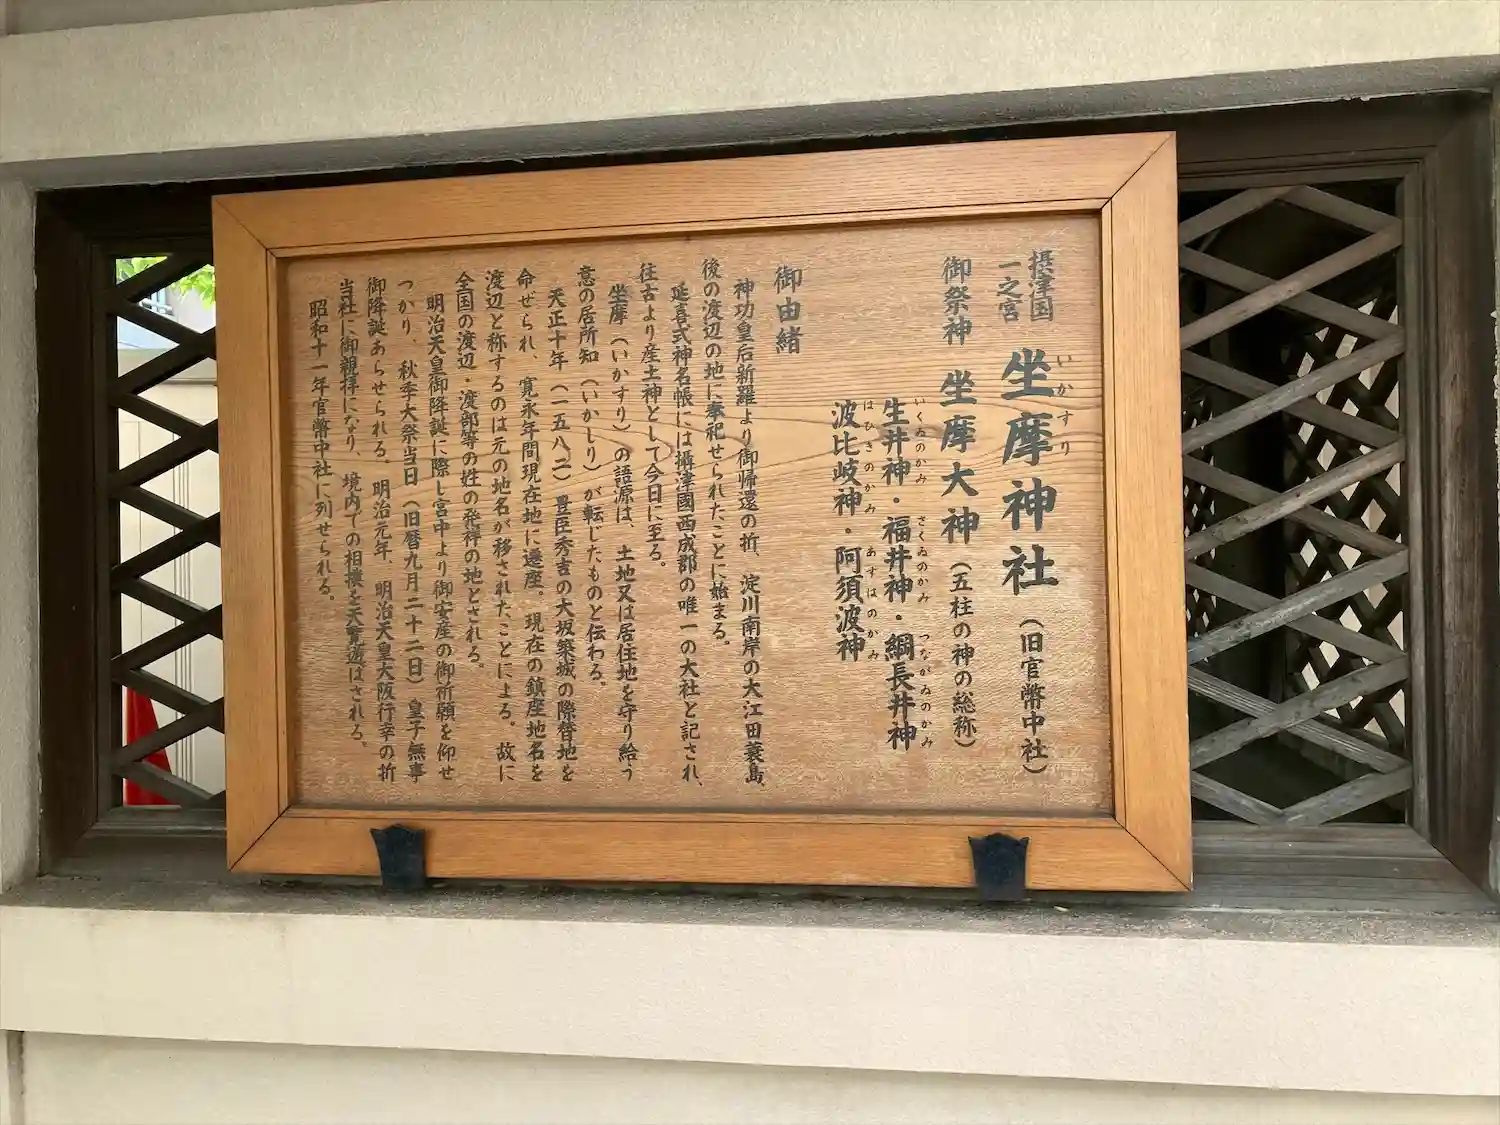 摂津国
一之宮
坐摩神社（旧官幣中社）
いかすり
御祭神 坐摩大神（五柱の神の総称）
生井神・福井神・綱長井神
いくゐのかみ さくゐのかみ つながゐのかみ
波比岐神・阿須波神
はひきのかみ あすはのかみ
御由緒
神功皇后新羅より御帰還の折、淀川南岸の大江田蓑島、
後の渡辺の地に奉祀せられたことに始まる。
延喜式神名帳には攝津國西成郡の唯一の大社と記され、
往古より産土神として今日に至る。
坐摩（いかすり）の語源は、土地又は居住地を守り給う
意の居所知（いかしり）が転じたものと伝わる。
天正十年（一五八二）豊臣秀吉の大坂築城の際替地を
命ぜられ、寛永年間現在地に遷座、現在の鎮座地名を
渡辺と称するのは元の地名が移されたことによる。故に
全国の渡辺・渡部等の姓の発祥の地とされる。
明治天皇御降誕に際し宮中より御安産の御祈願を仰せ
つかり、秋季大祭当日（旧暦九月二十二日）皇子無事
御降誕あらせられる。明治元年、明治天皇大阪行幸の折
当社に御親拝になり、境内での相撲を天覧遊ばされる。
昭和十一年官幣中社に列せられる。